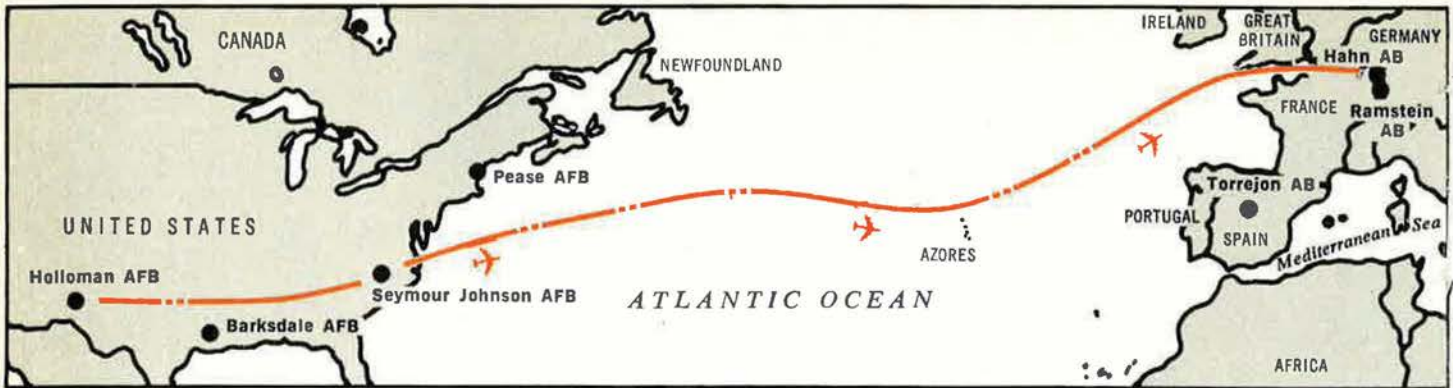 CANADA
NEWFOUNDLAND
IRELAND
GREAT
BRITAIN
GERMANY
Hahn AB
FRANCE
Ramstein
AB
Pease AFB
UNITED STATES
Torrejon AB
PORTUGAL
SPAIN
Mediterranean Sea
AZORES
Holloman AFB
Seymour Johnson AFB
ATLANTIC OCEAN
Barksdale AFB
AFRICA